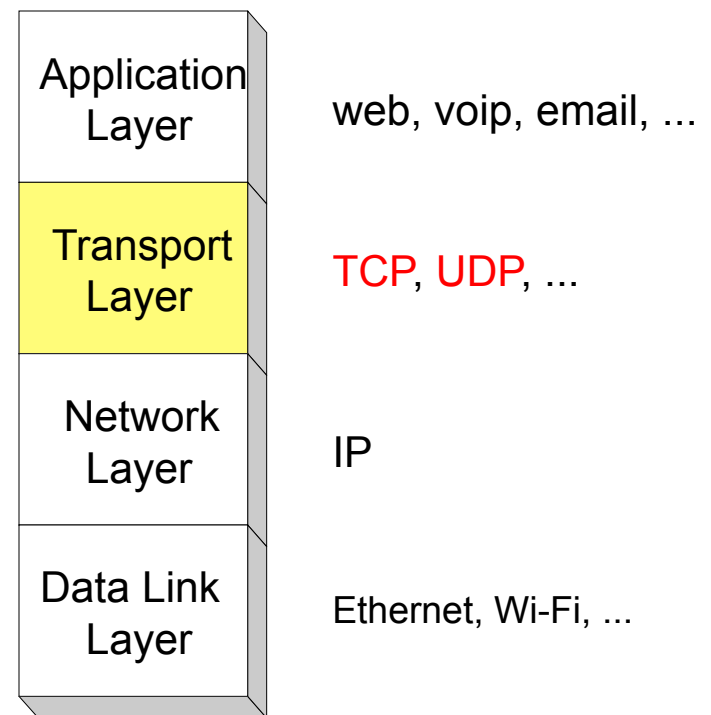 Application
Layer
web, voip, email, ...
Transport
Layer
TCP, UDP, ...
Network
Layer
IP
Data Link
Layer
Ethernet, Wi-Fi, ...